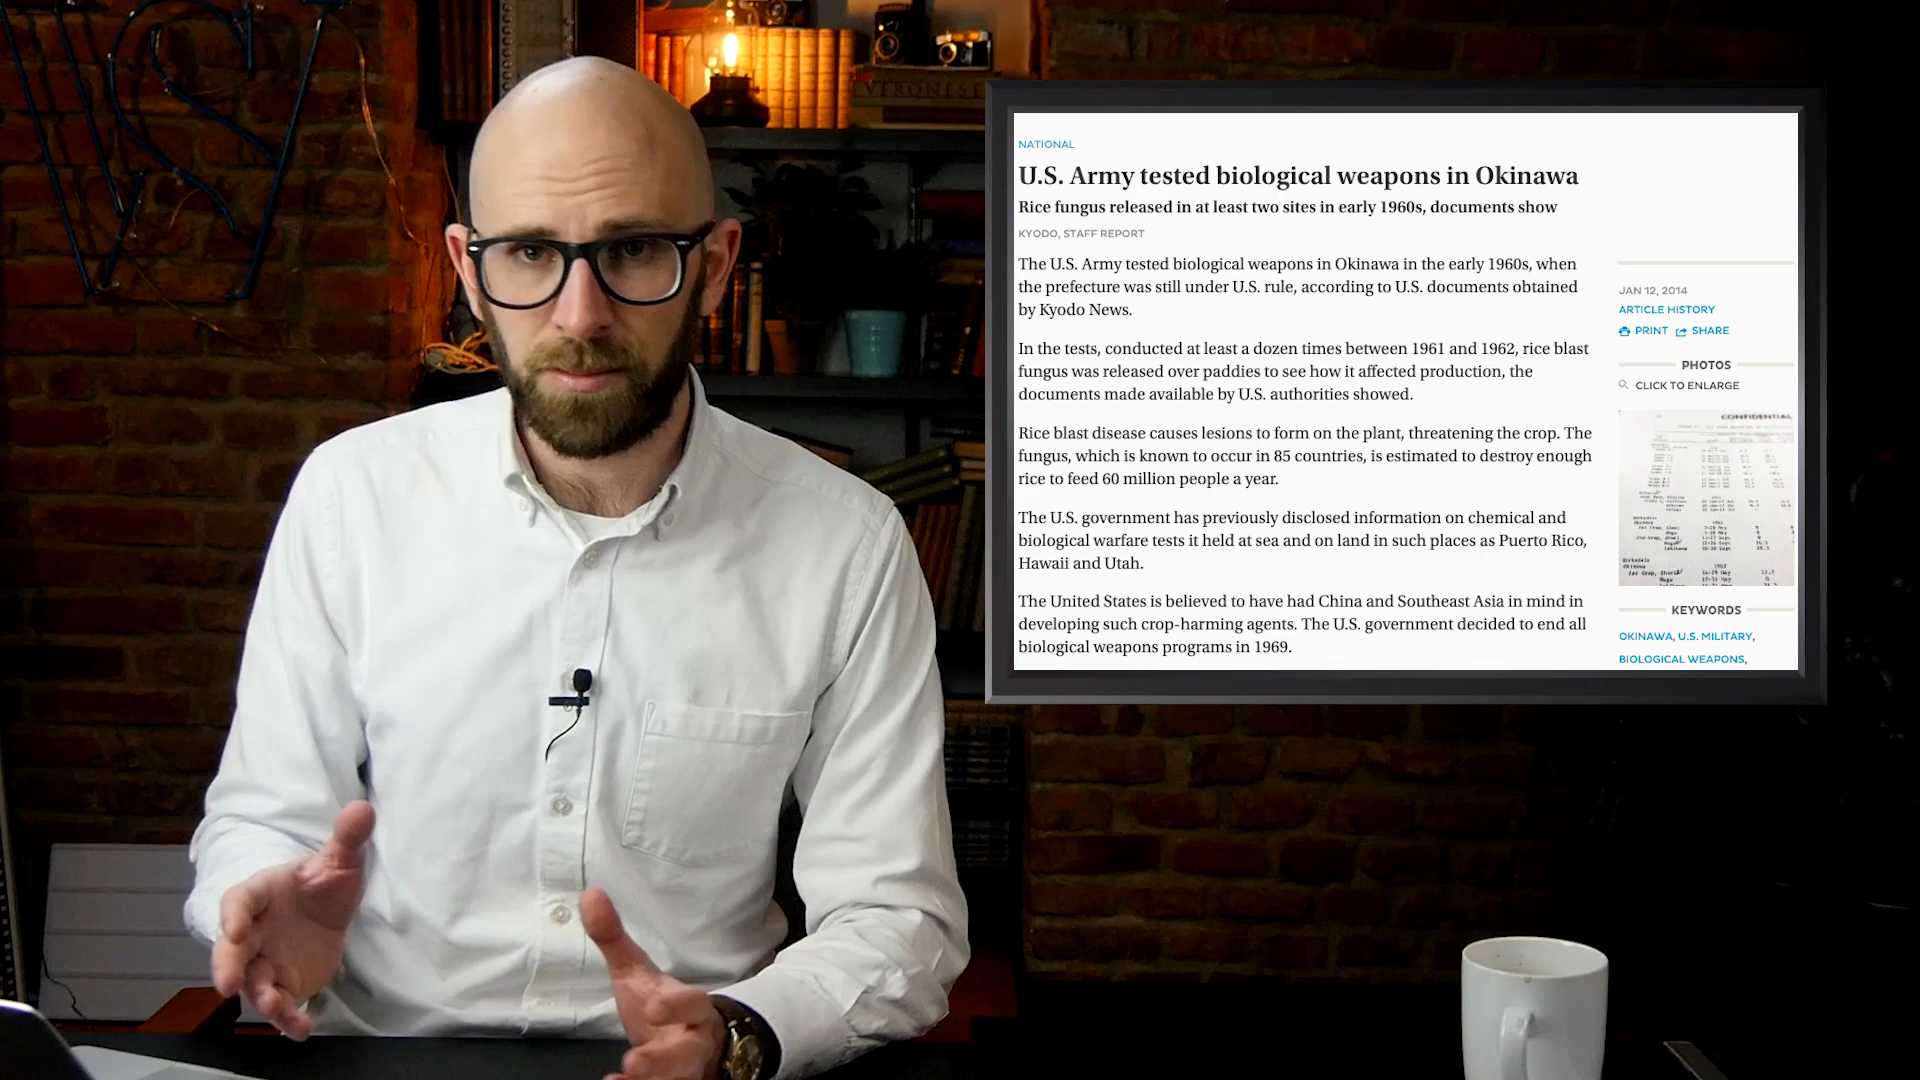 VERONESE
NATIONAL
U.S. Army tested biological weapons in Okinawa
Rice fungus released in at least two sites in early 1960s, documents show
KYODO, STAFF REPORT
The U.S. Army tested biological weapons in Okinawa in the early 1960s, when
the prefecture was still under U.S. rule, according to U.S. documents obtained
by Kyodo News.
In the tests, conducted at least a dozen times between 1961 and 1962, rice blast
fungus was released over paddies to see how it affected production, the
documents made available by U.S. authorities showed.
Rice blast disease causes lesions to form on the plant, threatening the crop. The
fungus, which is known to occur in 85 countries, is estimated to destroy enough
rice to feed 60 million people a year.
The U.S. government has previously disclosed information on chemical and
biological warfare tests it held at sea and on land in such places as Puerto Rico,
Hawaii and Utah.
The United States is believed to have had China and Southeast Asia in mind in
developing such crop-harming agents. The U.S. government decided to end all
biological weapons programs in 1969.
JAN 12, 2014
ARTICLE HISTORY
PRINT SHARE
PHOTOS
CLICK TO ENLARGE
CONFIDENTIAL
KEYWORDS
OKINAWA, U.S. MILITARY,
BIOLOGICAL WEAPONS,